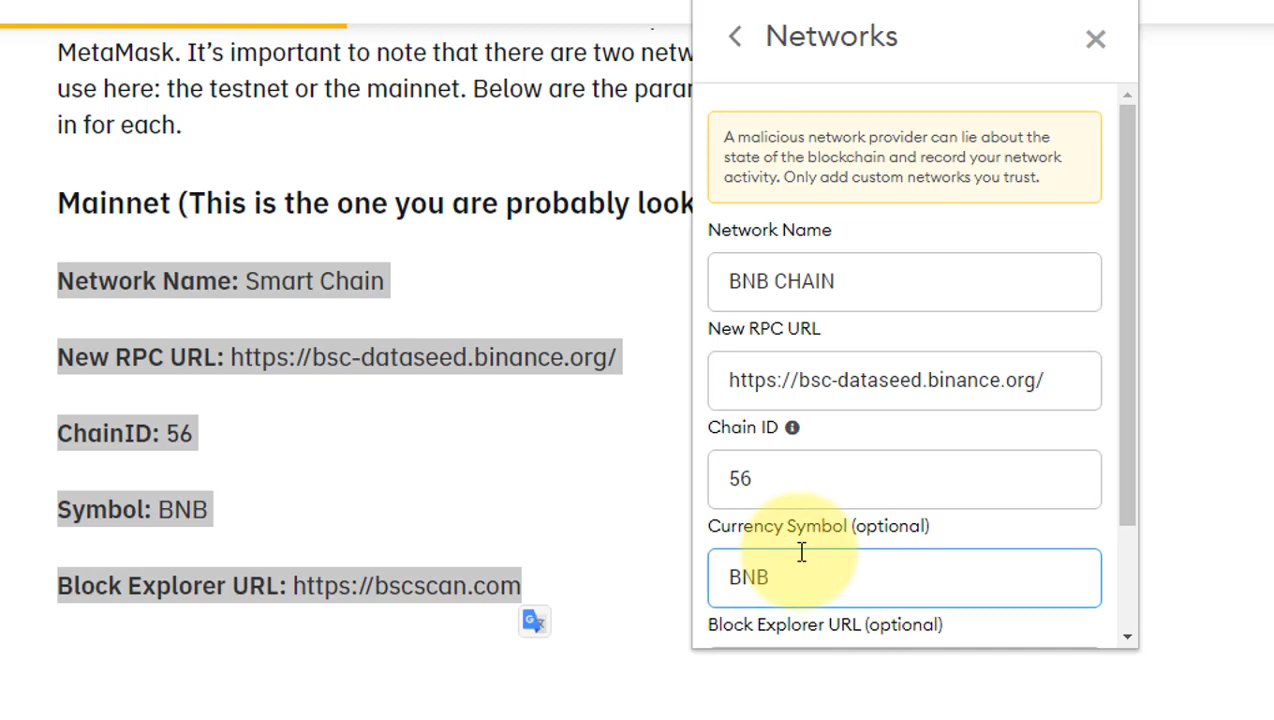 MetaMask. It's important to note that there are two netw
use here: the testnet or the mainnet. Below are the parar
in for each.
Mainnet (This is the one you are probably look
Network Name: Smart Chain
New RPC URL: https://bsc-dataseed.binance.org/
ChainID: 56
Symbol: BNB
Block Explorer URL: https://bscscan.com
Networks
A malicious network provider can lie about the
state of the blockchain and record your network
activity. Only add custom networks you trust.
Network Name
BNB CHAIN
New RPC URL
https://bsc-dataseed.binance.org/
Chain ID
56
Currency Symbol (optional)
BNB
Block Explorer URL (optional)